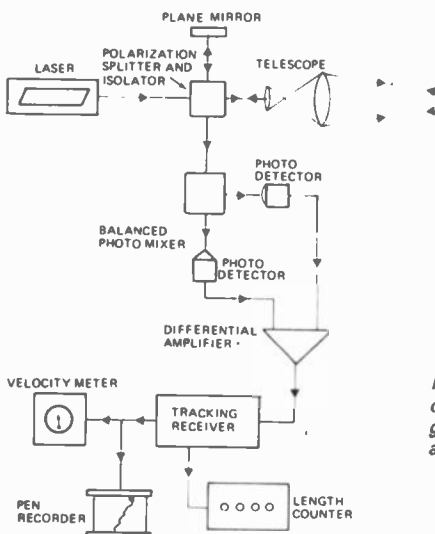 PLANE MIRROR
POLARIZATION
SPLITTER AND
ISOLATOR
LASER
TELESCOPE
PHOTO
DETECTOR
BALANCED
PHOTO MIXER
PHOTO
DETECTOR
DIFFERENTIAL
AMPLIFIER
VELOCITY METER
TRACKING
RECEIVER
PEN
RECORDER
LENGTH
COUNTER